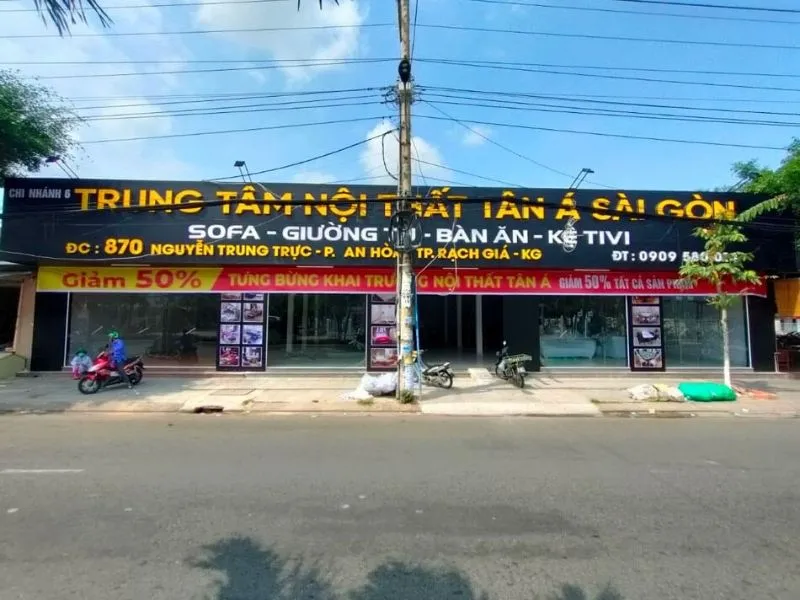 CHI NHÁNH 6
TRUNG TÂM NỘI THẤT TÂN Á SÀI GÒN
SOFA - GIƯỜNG TỦ - BÀN ĂN - KỆ TIVI
ĐC : 870 NGUYỄN TRUNG TRỰC - P. AN HÒA TP. RẠCH GIÁ - KG
ĐT : 0909
Giảm 50%
TƯNG BỪNG KHAI TRƯƠNG NỘI THẤT TÂN Á
GIẢM 50% TẤT CẢ SẢN PHẨM